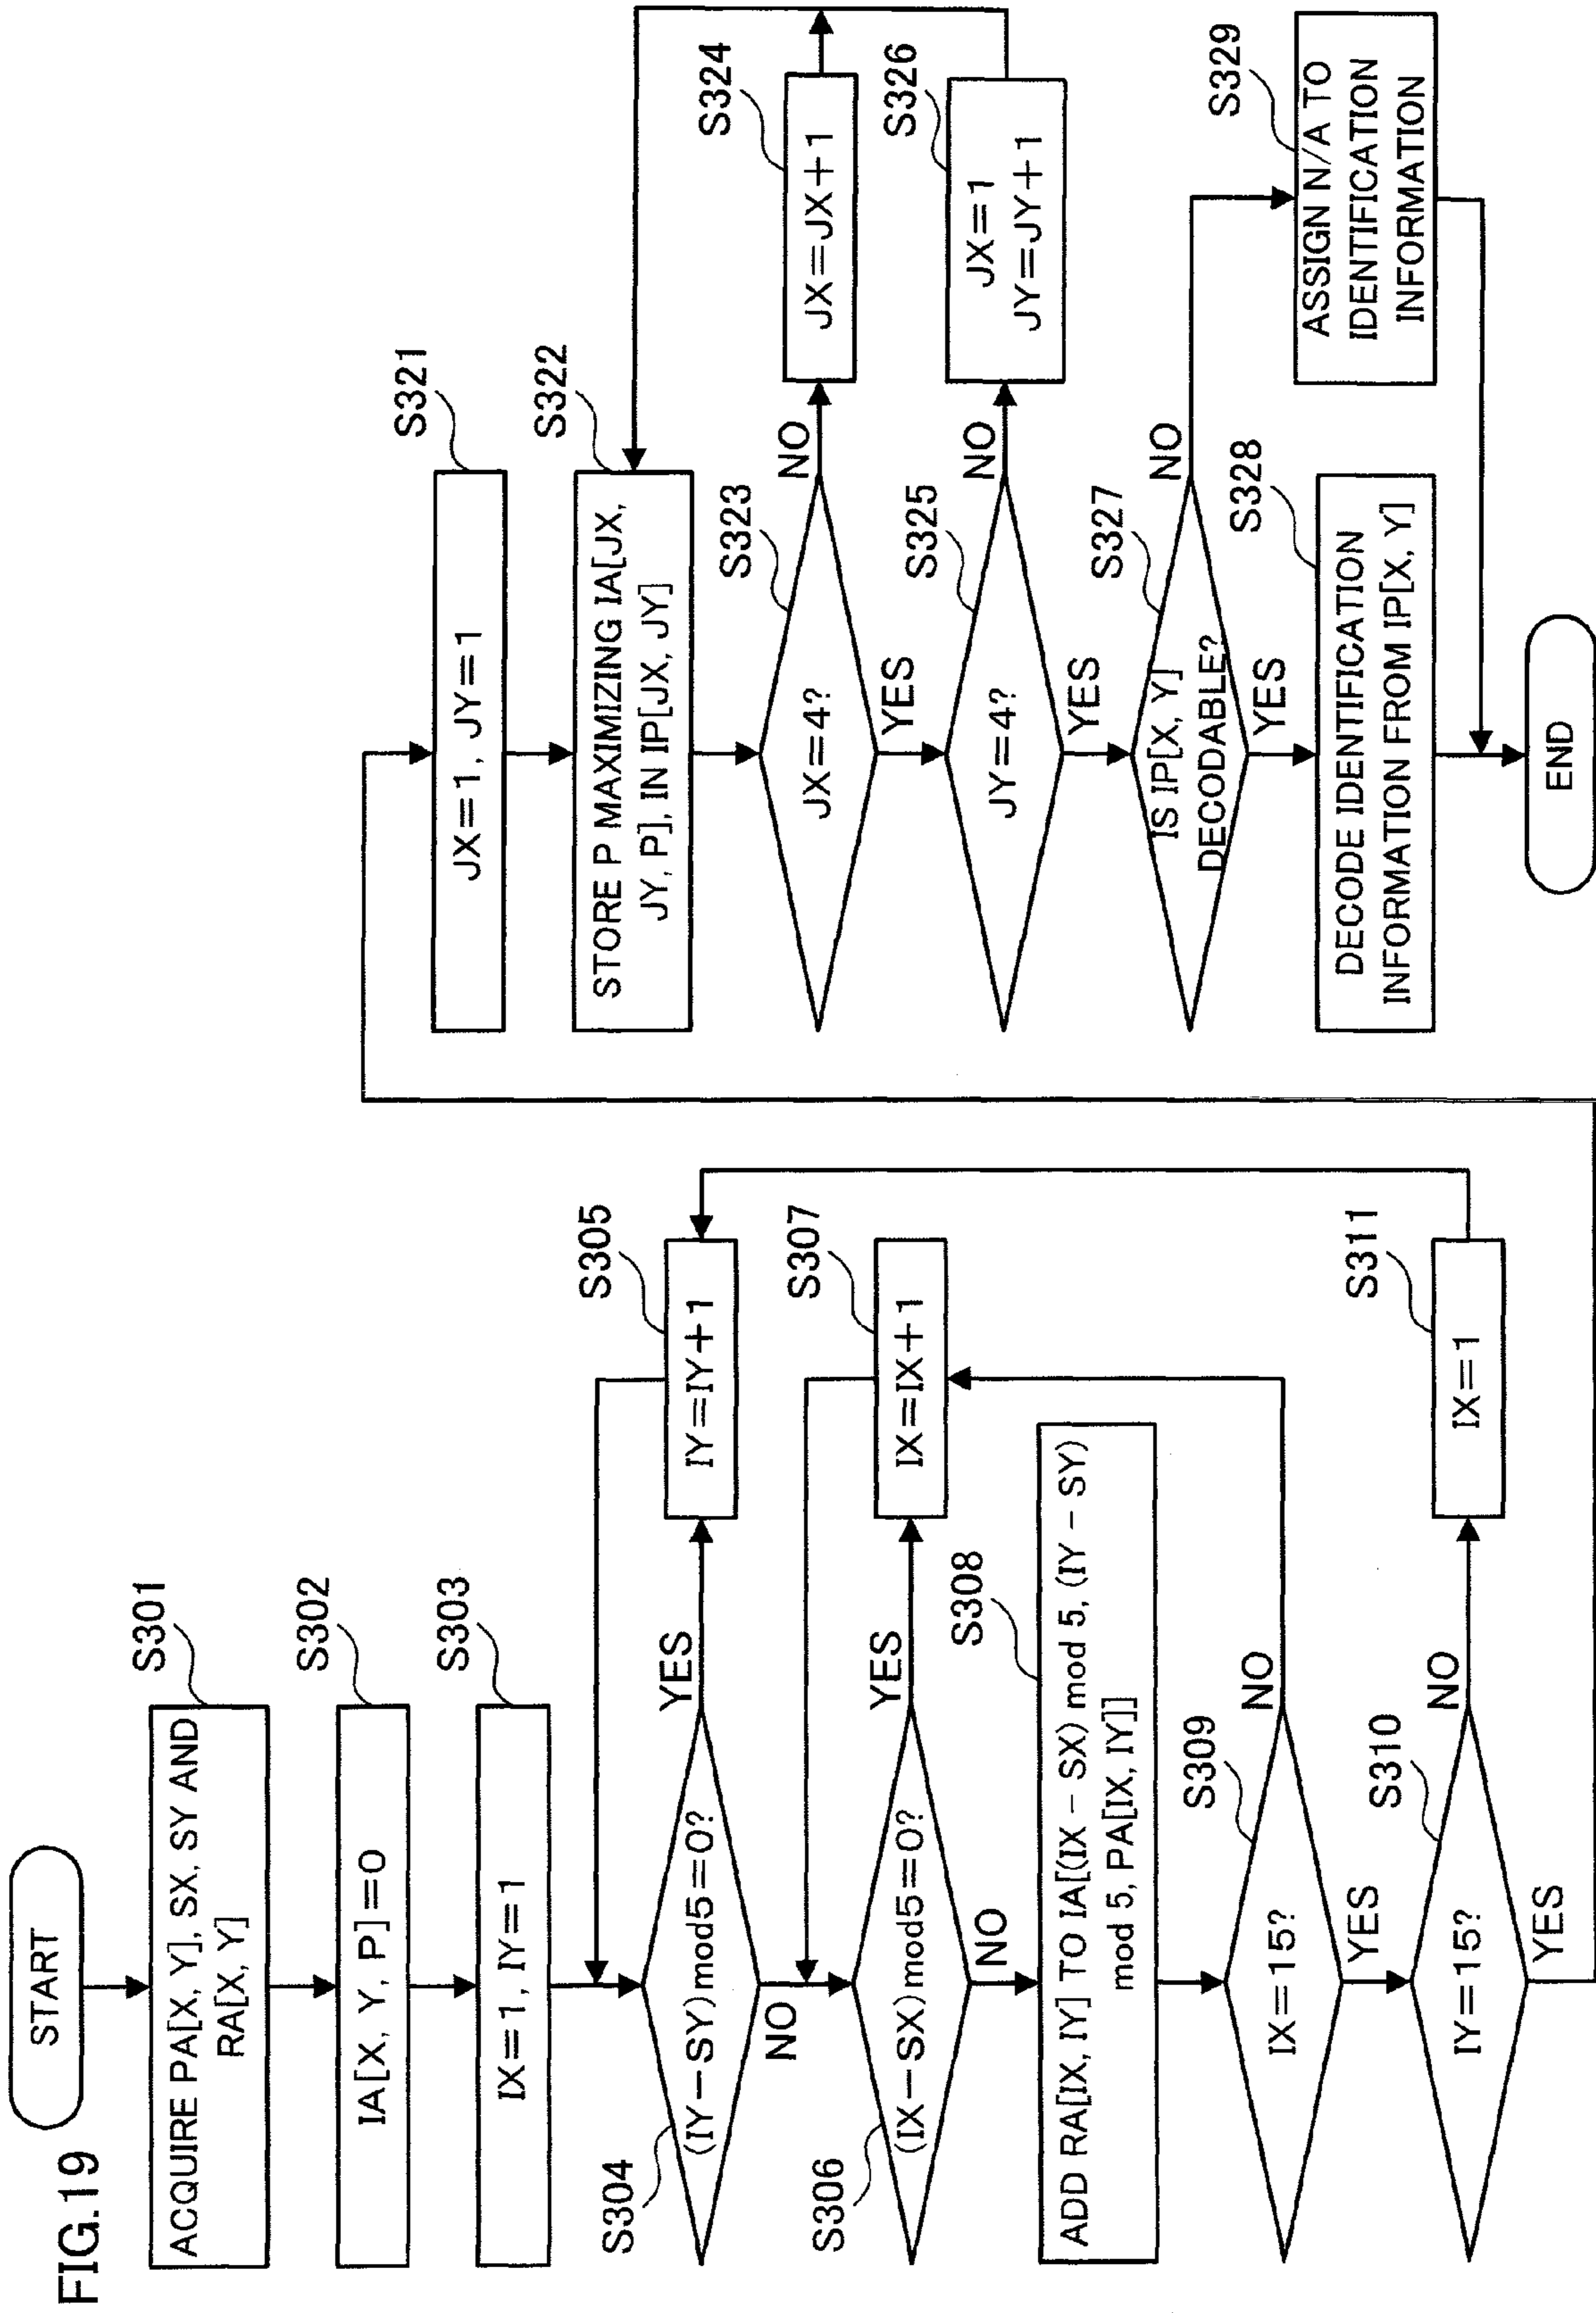 FIG.19
START
S301
ACQUIRE PA[X, Y], SX, SY AND
RA[X, Y]
S302
IA[X, Y, P]=0
S303
IX=1, IY=1
S304
(IY-SY)mod5=0?
YES
NO
S305
IY=IY+1
S306
(IX-SX)mod5=0?
YES
NO
S307
IX=IX+1
S308
ADD RA[IX, IY] TO IA[(IX - SX) mod 5, (IY - SY)
mod 5, PA[IX, IY]]
S309
IX=15?
NO
YES
S310
IY=15?
NO
YES
S311
IX=1
S321
JX=1, JY=1
S322
STORE P MAXIMIZING IA[JX,
JY, P], IN IP[JX, JY]
S323
JX=4?
NO
YES
S324
JX=JX+1
S325
JY=4?
NO
YES
S326
JX=1
JY=JY+1
S327
IS IP[X, Y]
DECODABLE?
NO
YES
S328
DECODE IDENTIFICATION
INFORMATION FROM IP[X, Y]
S329
ASSIGN N/A TO
IDENTIFICATION
INFORMATION
END